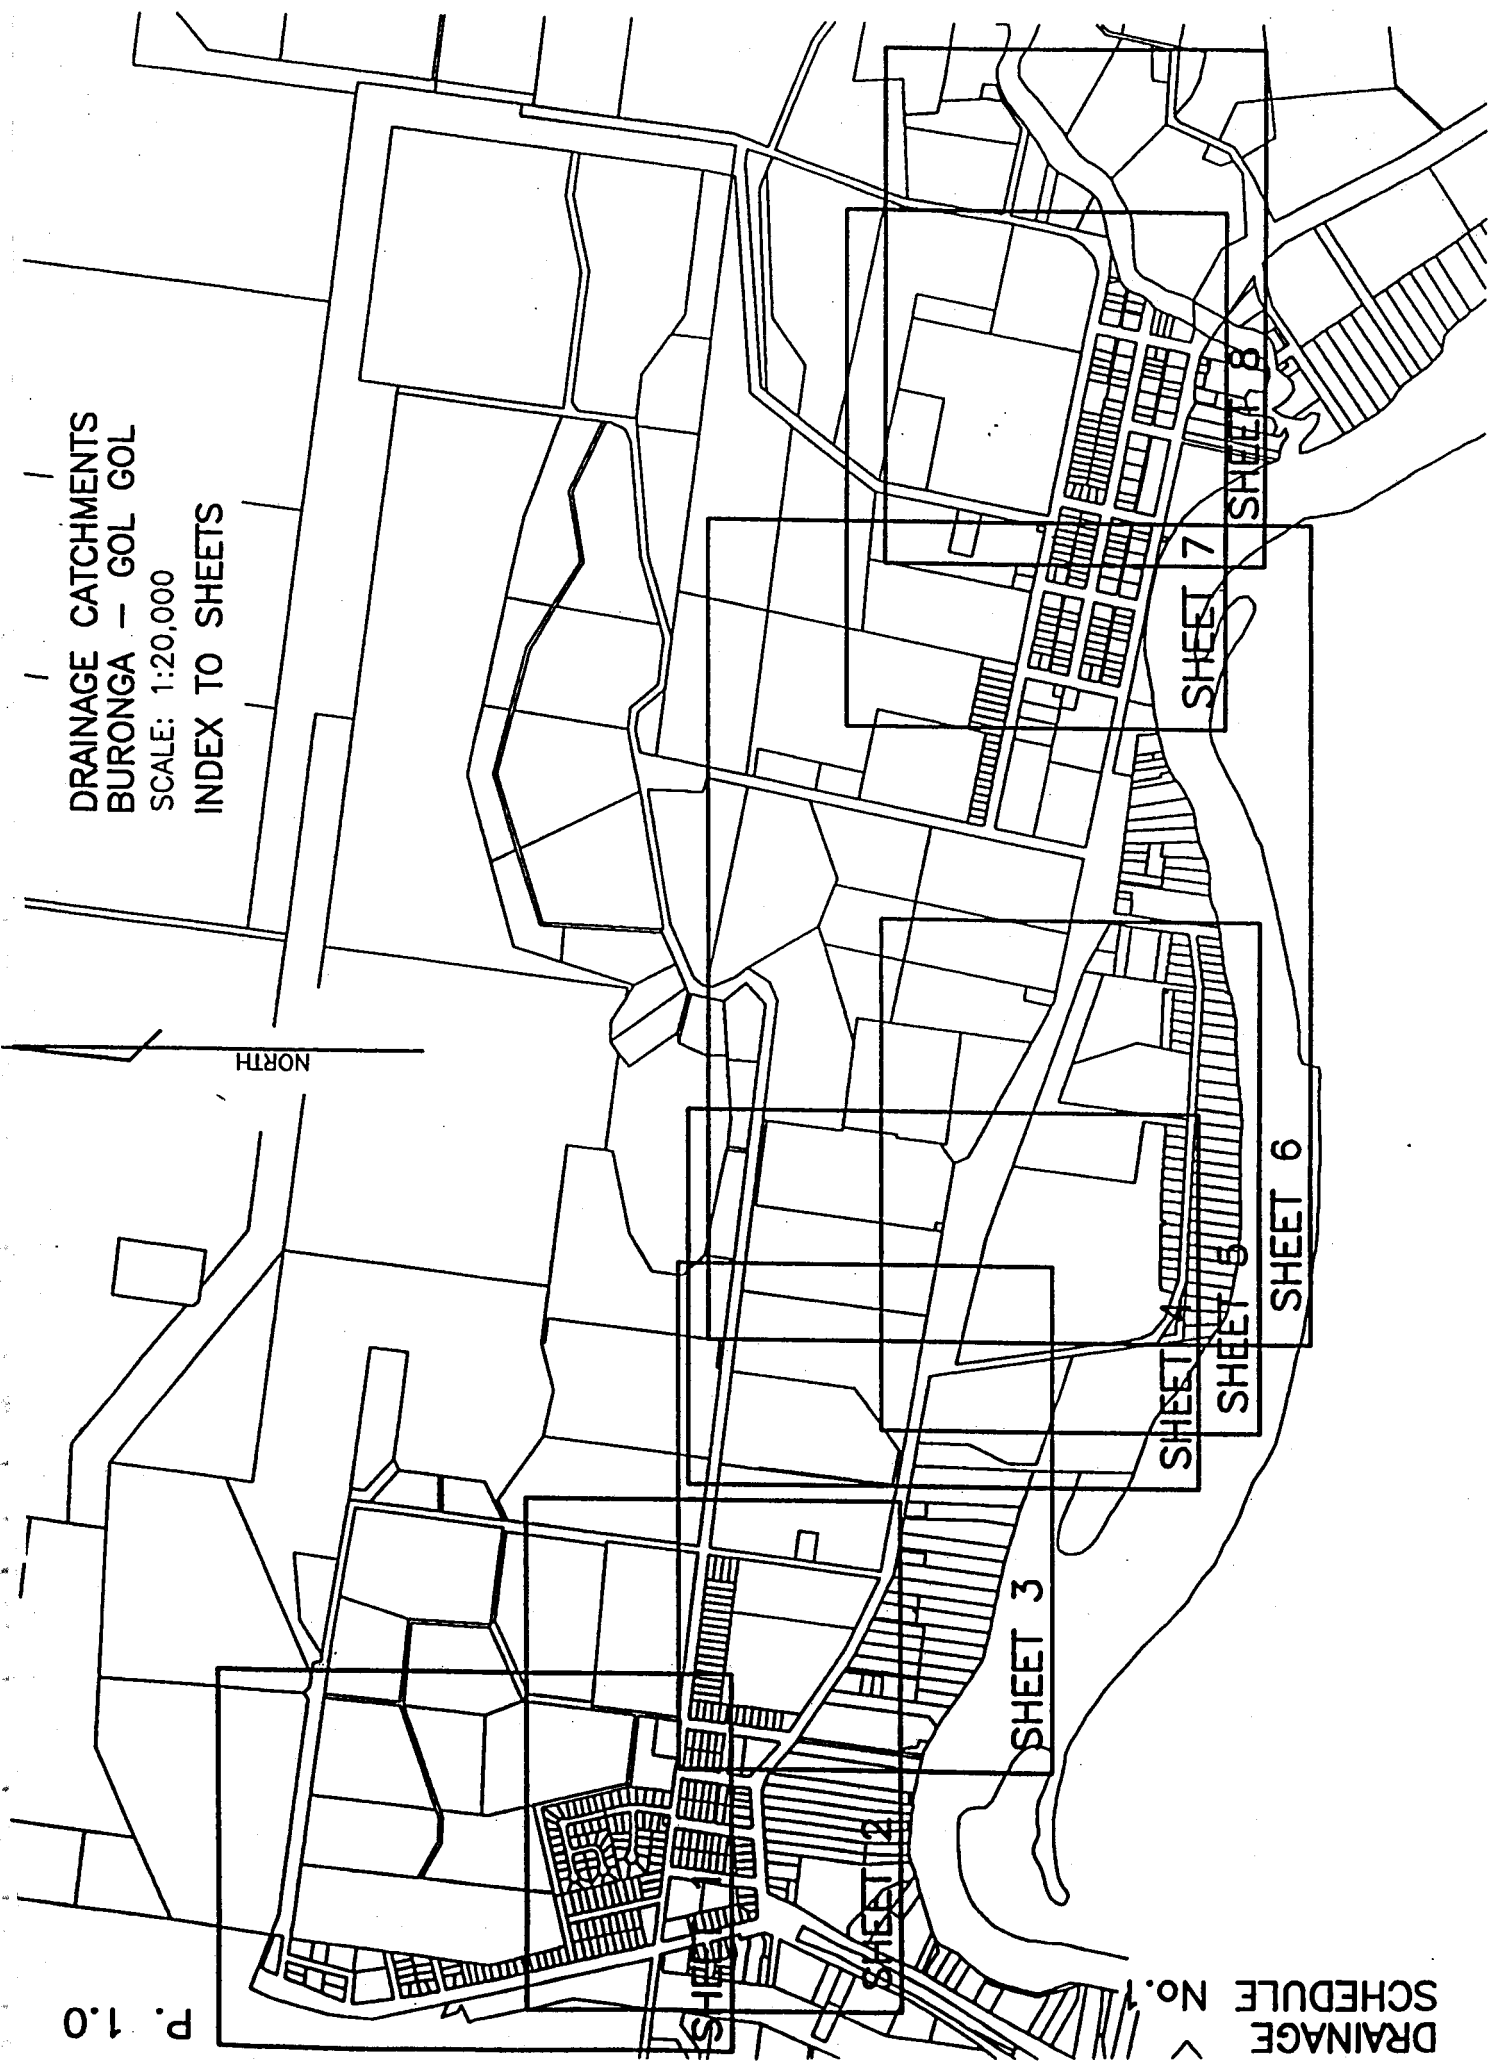 DRAINAGE CATCHMENTS
BURONGA – GOL GOL
SCALE: 1:20,000
INDEX TO SHEETS
NORTH
SHEET 1
SHEET 2
SHEET 3
SHEET 4
SHEET 5
SHEET 6
SHEET 7
SHEET 8
P. 1.0
DRAINAGE
SCHEDULE No.1